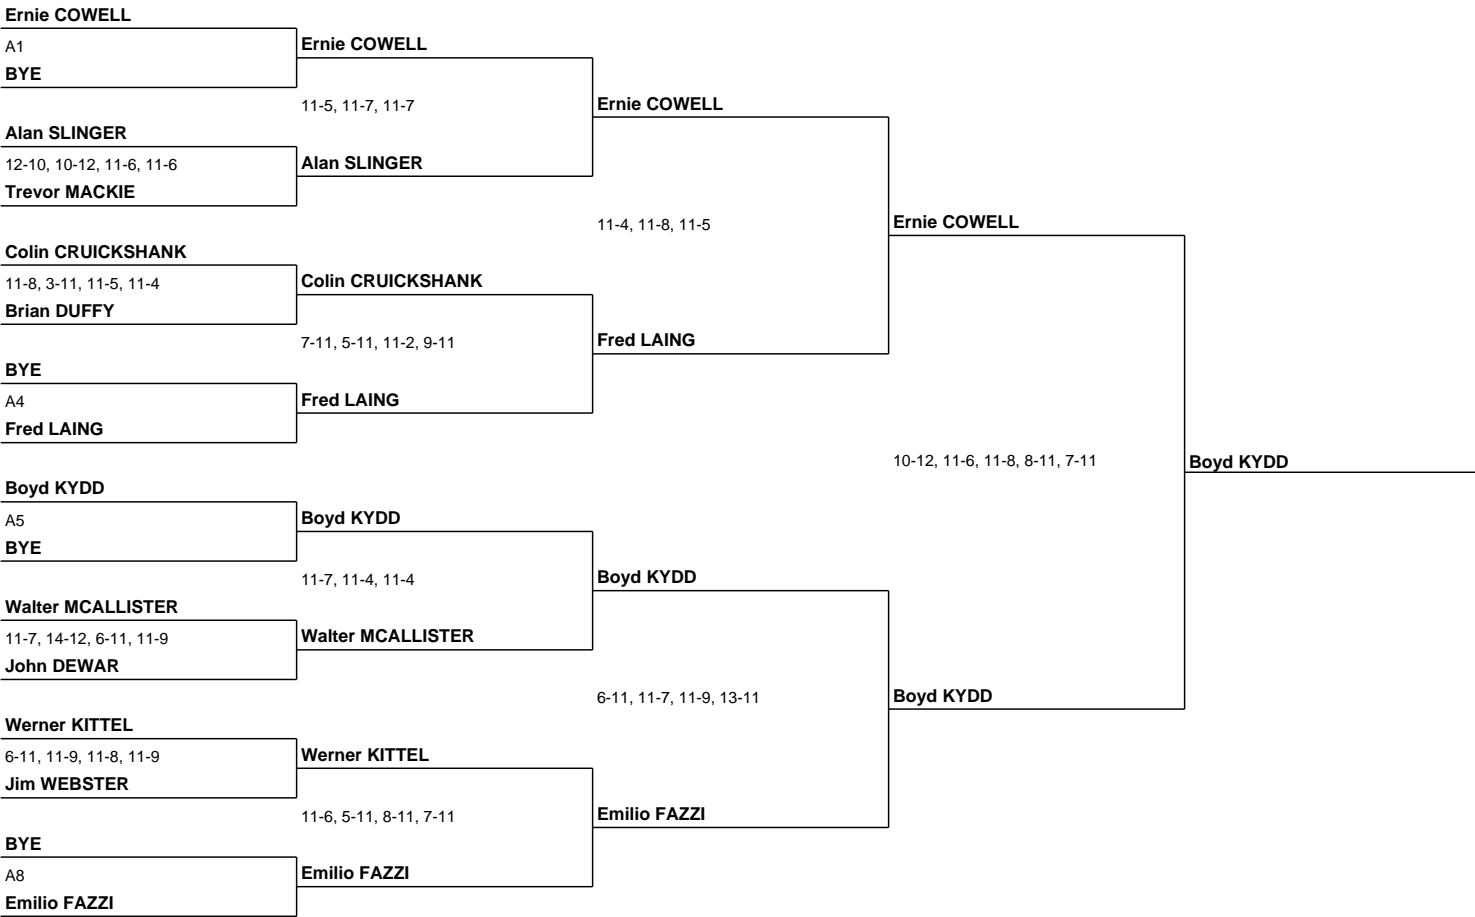 Ernie COWELL
A1
BYE
Alan SLINGER
12-10, 10-12, 11-6, 11-6
Trevor MACKIE
Colin CRUICKSHANK
11-8, 3-11, 11-5, 11-4
Brian DUFFY
BYE
A4
Fred LAING
Boyd KYDD
A5
BYE
Walter MCALLISTER
11-7, 14-12, 6-11, 11-9
John DEWAR
Werner KITTEL
6-11, 11-9, 11-8, 11-9
Jim WEBSTER
BYE
A8
Emilio FAZZI
Ernie COWELL
11-5, 11-7, 11-7
Alan SLINGER
Colin CRUICKSHANK
7-11, 5-11, 11-2, 9-11
Fred LAING
Boyd KYDD
11-7, 11-4, 11-4
Walter MCALLISTER
Werner KITTEL
11-6, 5-11, 8-11, 7-11
Emilio FAZZI
Ernie COWELL
11-4, 11-8, 11-5
Fred LAING
Boyd KYDD
6-11, 11-7, 11-9, 13-11
Emilio FAZZI
Ernie COWELL
10-12, 11-6, 11-8, 8-11, 7-11
Boyd KYDD
Boyd KYDD